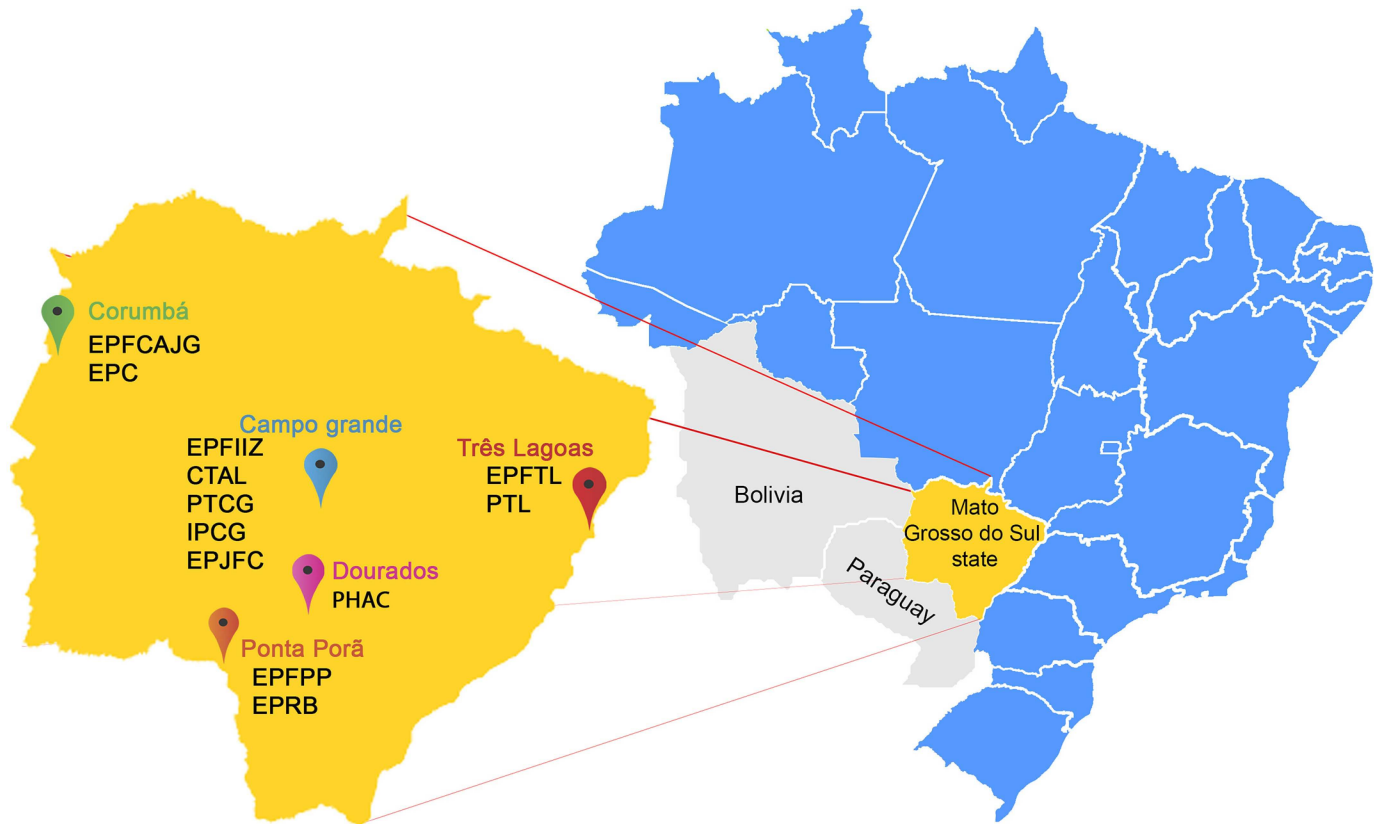 Corumbá
EPFCAJG
EPC
Campo grande
EPFIIZ
CTAL
PTCG
IPCG
EPJFC
Três Lagoas
EPFTL
PTL
Dourados
PHAC
Ponta Porã
EPFPP
EPRB
Bolivia
Paraguay
Mato
Grosso do Sul
state